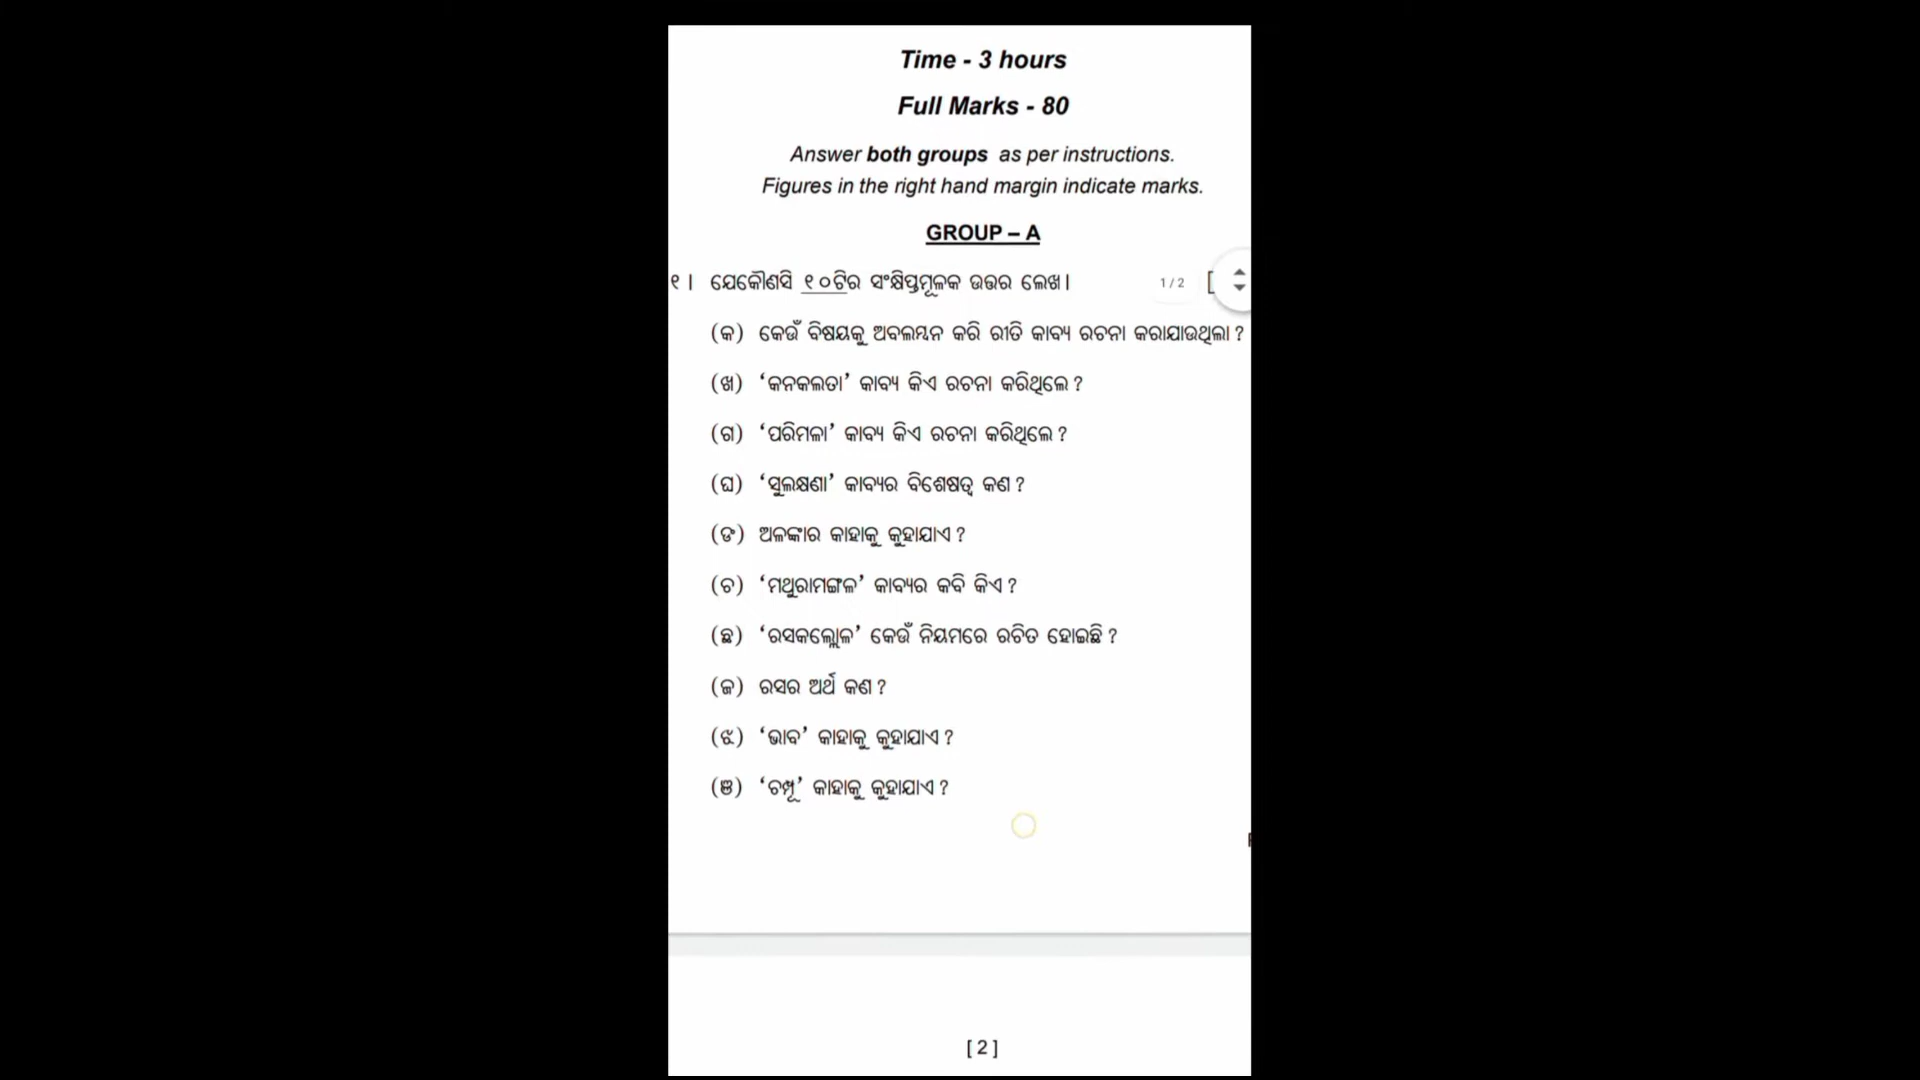 Time - 3 hours
Full Marks - 80
Answer both groups as per instructions.
Figures in the right hand margin indicate marks.
GROUP – A
୧। ଯେକୌଣସି ୧୦ଟିର ସଂକ୍ଷିପ୍ତମୂଳକ ଉତ୍ତର ଲେଖ। 1 / 2 [
(କ) କେଉଁ ବିଷୟକୁ ଅବଲମ୍ବନ କରି ରୀତି କାବ୍ୟ ରଚନା କରାଯାଉଥିଲା ?
(ଖ) ‘କନକଲତା’ କାବ୍ୟ କିଏ ରଚନା କରିଥିଲେ ?
(ଗ) ‘ପରିମଳା’ କାବ୍ୟ କିଏ ରଚନା କରିଥିଲେ ?
(ଘ) ‘ସୁଲକ୍ଷଣା’ କାବ୍ୟର ବିଶେଷତ୍ୱ କଣ ?
(ଙ) ଅଳଙ୍କାର କାହାକୁ କୁହାଯାଏ ?
(ଚ) ‘ମଥୁରାମଙ୍ଗଳ’ କାବ୍ୟର କବି କିଏ ?
(ଛ) ‘ରସକଲ୍ଲୋଳ’ କେଉଁ ନିୟମରେ ରଚିତ ହୋଇଛି ?
(ଜ) ରସର ଅର୍ଥ କଣ ?
(ଝ) ‘ଭାବ’ କାହାକୁ କୁହାଯାଏ ?
(ଞ) ‘ଚମ୍ପୂ’ କାହାକୁ କୁହାଯାଏ ?
[ 2 ]